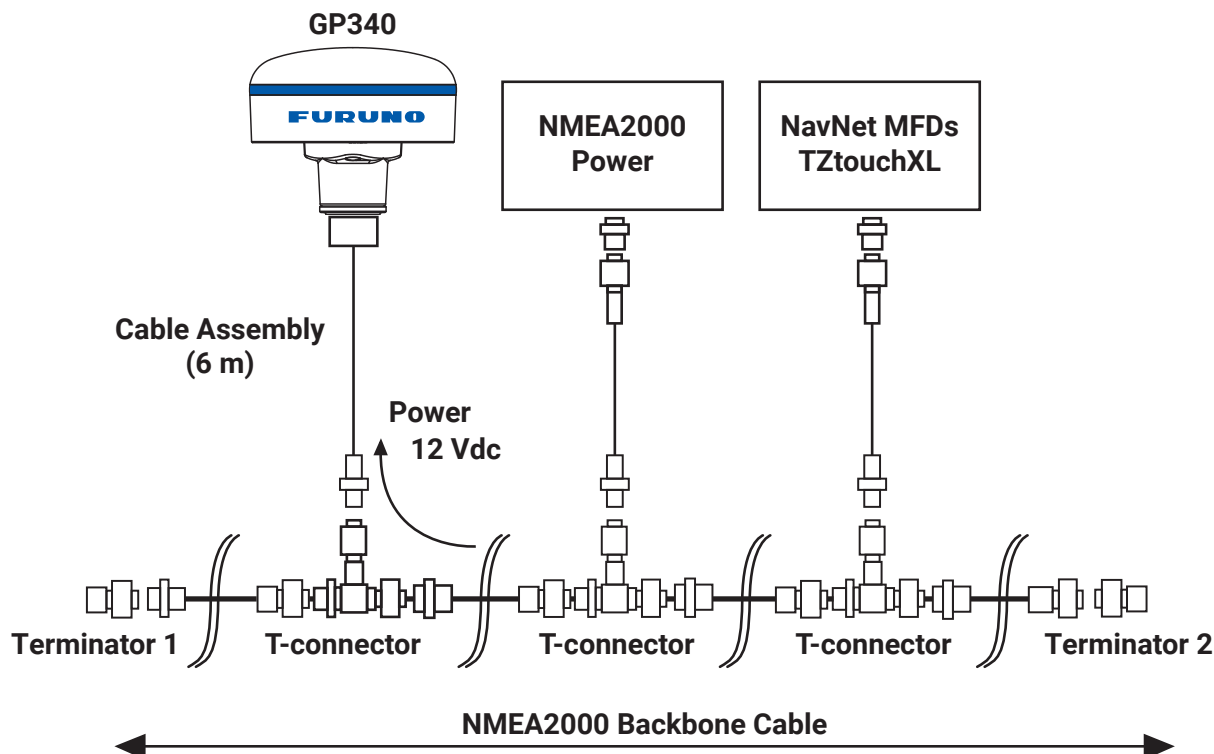 GP340
FURUNO
NMEA2000
Power
NavNet MFDs
TZtouchXL
Cable Assembly
(6 m)
Power
12 Vdc
Terminator 1
T-connector
T-connector
T-connector
Terminator 2
NMEA2000 Backbone Cable